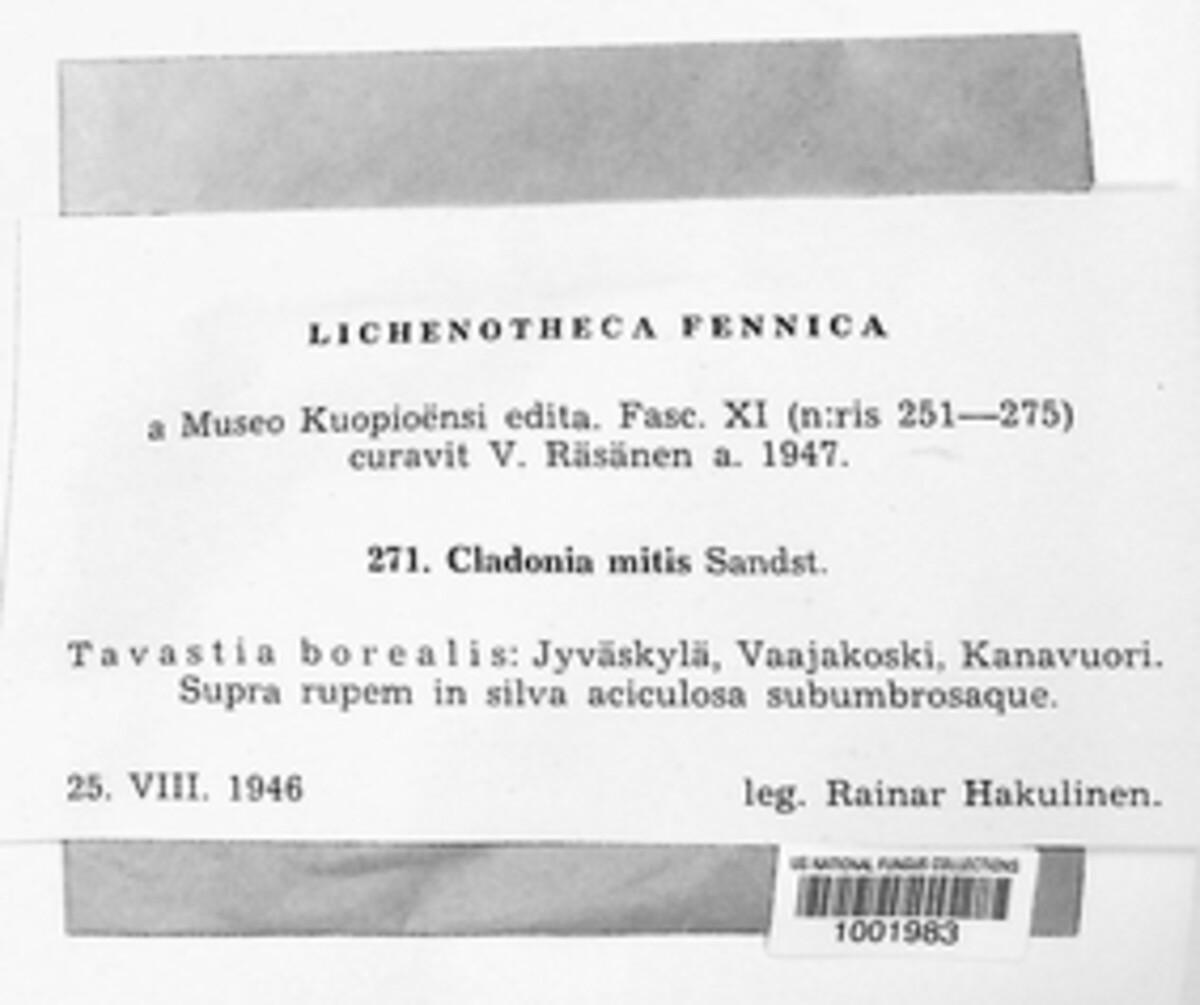 LICHENOTHECA FENNICA
a Museo Kuopioënsi edita. Fasc. XI (n:ris 251—275)
curavit V. Räsänen a. 1947.
271. Cladonia mitis Sandst.
Tavastia borealis: Jyväskylä, Vaajakoski, Kanavuori.
Supra rupem in silva aciculosa subumbrosaque.
25. VIII. 1946 leg. Rainar Hakulinen.
US NATIONAL FUNGUS COLLECTIONS
1001983